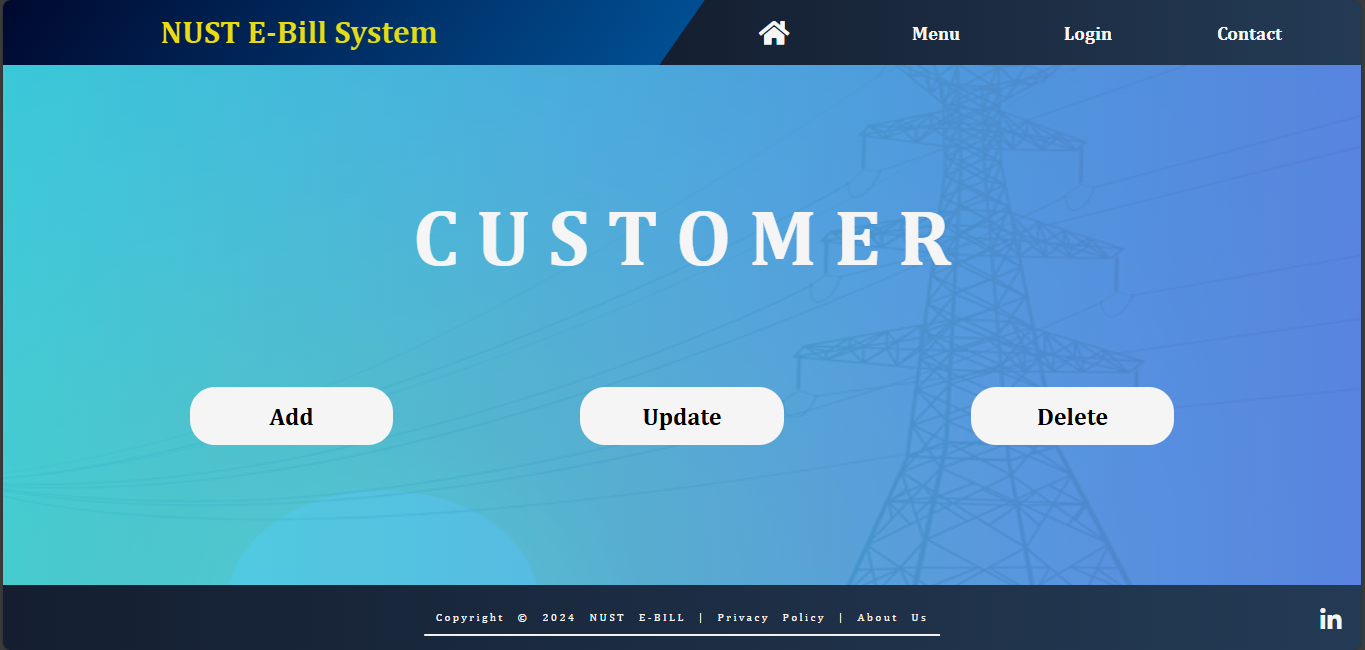 NUST E-Bill System
Menu
Login
Contact
CUSTOMER
Add
Update
Delete
Copyright © 2024 NUST E-BILL | Privacy Policy | About Us
in